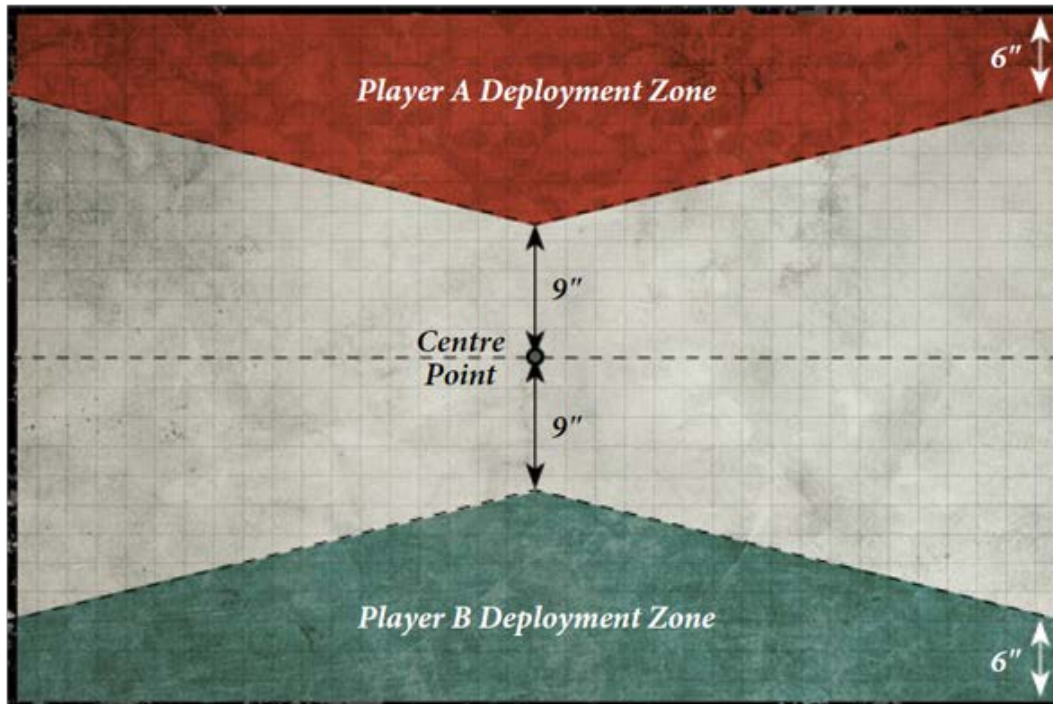 6″
Player A Deployment Zone
9″
Centre
Point
9″
Player B Deployment Zone
6″